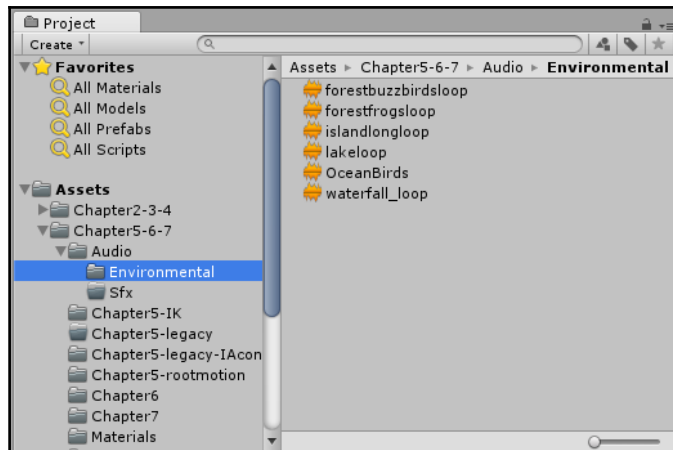 Project
Create
Favorites
All Materials
All Models
All Prefabs
All Scripts
Assets
Chapter2-3-4
Chapter5-6-7
Audio
Environmental
Sfx
Chapter5-IK
Chapter5-legacy
Chapter5-legacy-IAcon
Chapter5-rootmotion
Chapter6
Chapter7
Materials
Assets Chapter5-6-7 Audio Environmental
forestbuzzbirdsloop
forestfrogsloop
islandlongloop
lakeloop
OceanBirds
waterfall_loop